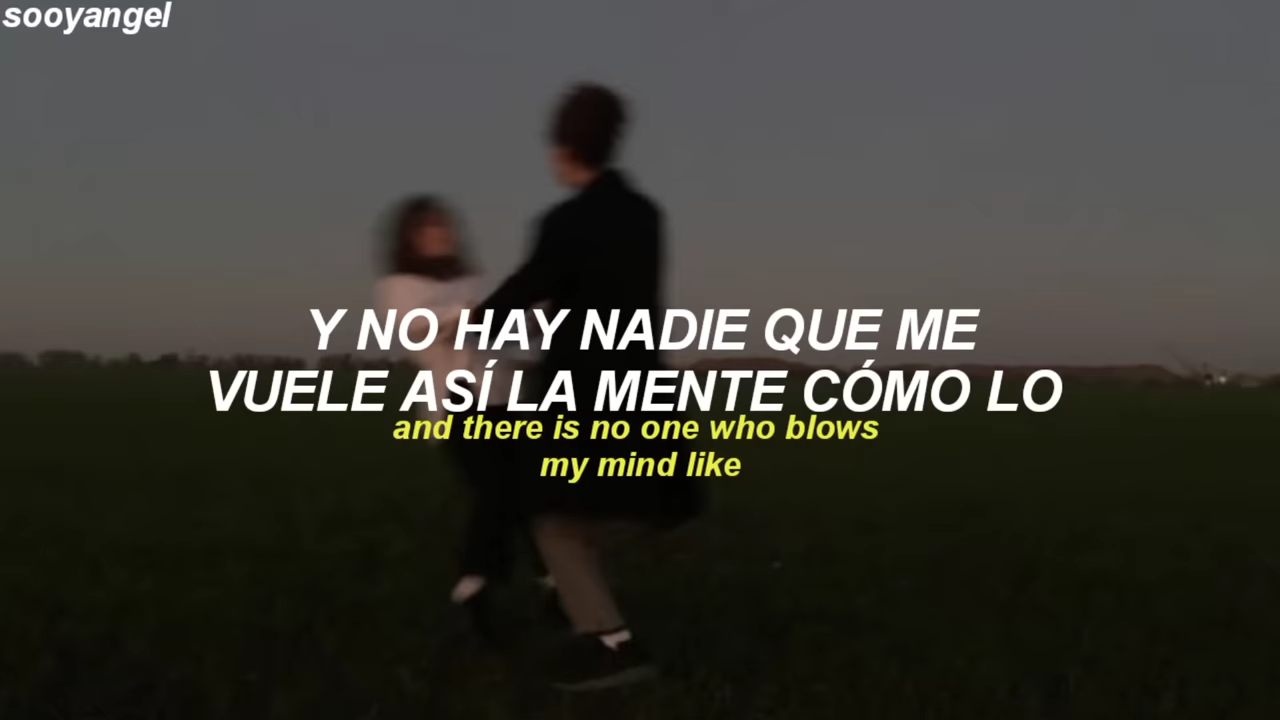 sooyangel
Y NO HAY NADIE QUE ME
VUELE ASÍ LA MENTE CÓMO LO
and there is no one who blows
my mind like